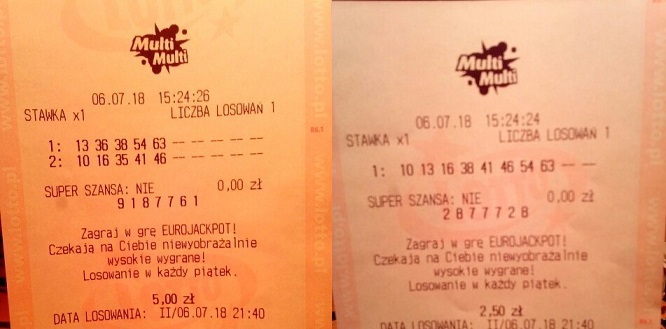 Multi
Multi
06.07.18 15:24:26
STAWKA x1 LICZBA LOSOWAŃ 1
1: 13 36 38 54 63 -- -- -- -- --
2: 10 16 35 41 46 -- -- -- -- --
SUPER SZANSA: NIE 0,00 zł
9187761
Zagraj w grę EUROJACKPOT!
Czekają na Ciebie niewyobrażalnie
wysokie wygrane!
Losowanie w każdy piątek.
5,00 zł
DATA LOSOWANIA: II/06.07.18 21:40
Multi
Multi
06.07.18 15:24:24
STAWKA x1 LICZBA LOSOWAŃ 1
1: 10 13 16 38 41 46 54 63 -- --
SUPER SZANSA: NIE 0,00 zł
2877728
Zagraj w grę EUROJACKPOT!
Czekają na Ciebie niewyobrażalnie
wysokie wygrane!
Losowanie w każdy piątek.
2,50 zł
DATA LOSOWANIA: II/06.07.18 21:40